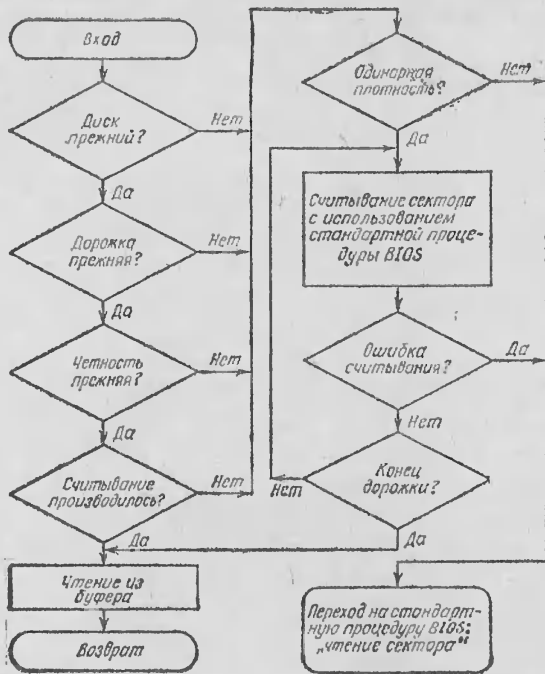 Вход
Диск
прежний?
Нет
Да
Дорожка
прежняя?
Нет
Да
Четность
прежняя?
Нет
Да
Считывание
производилось?
Нет
Да
Чтение из
буфера
Возврат
Одинарная
плотность?
Нет
Да
Считывание сектора
с использованием
стандартной проце-
дуры BIOS
Ошибка
считывания?
Да
Нет
Конец
дорожки?
Нет
Да
Переход на стандарт-
ную процедуру BIOS:
„чтение сектора“